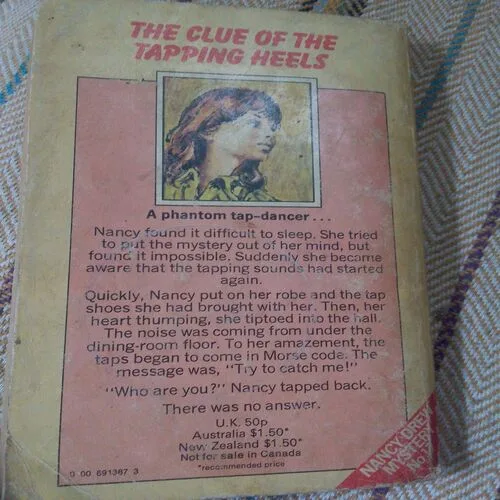 THE CLUE OF THE
TAPPING HEELS
A phantom tap-dancer...
Nancy found it difficult to sleep. She tried
to put the mystery out of her mind, but
found it impossible. Suddenly she became
aware that the tapping sounds had started
again.
Quickly, Nancy put on her robe and the tap
shoes she had brought with her. Then, her
heart thumping, she tiptoed into the hall.
The noise was coming from under the
dining-room floor. To her amazement, the
taps began to come in Morse code. The
message was, "Try to catch me!"
"Who are you?" Nancy tapped back.
There was no answer.
U.K. 50p
Australia $1.50*
New Zealand $1.50*
Not for sale in Canada
*recommended price
0 00 691387 3
NANCY DREW